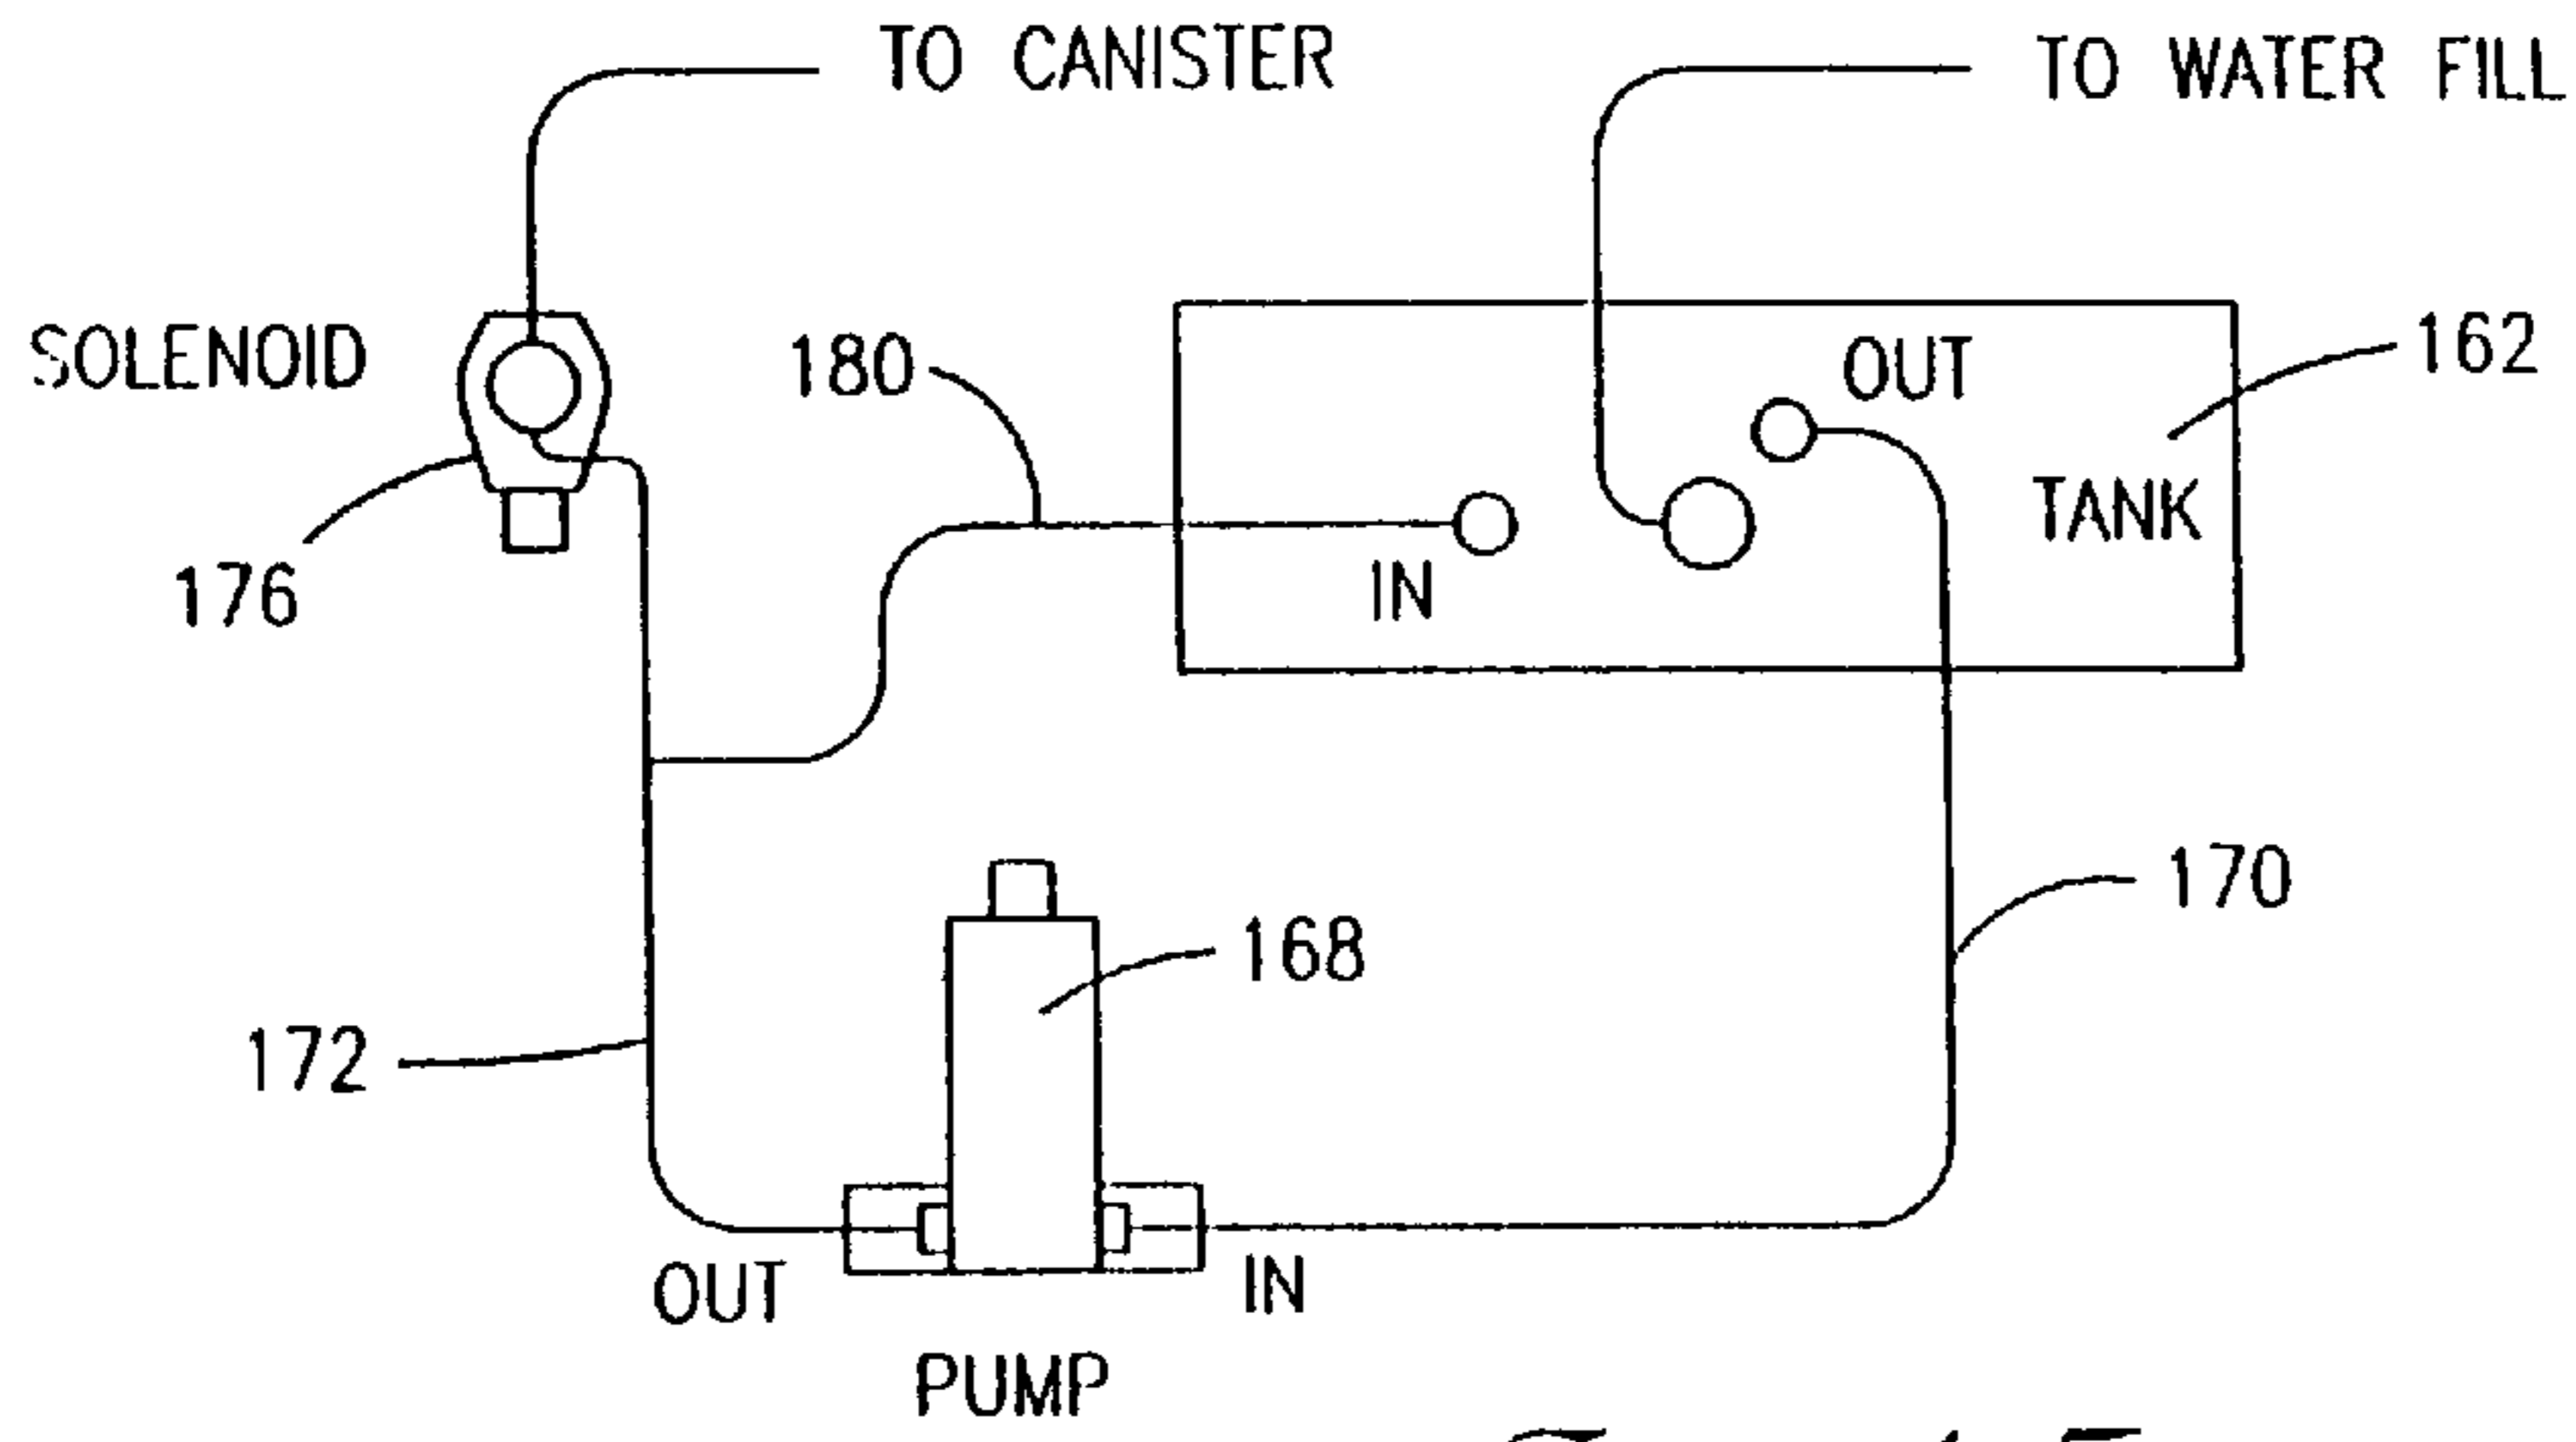 TO CANISTER
TO WATER FILL
SOLENOID
180
OUT
162
TANK
176
IN
170
168
172
OUT
IN
PUMP